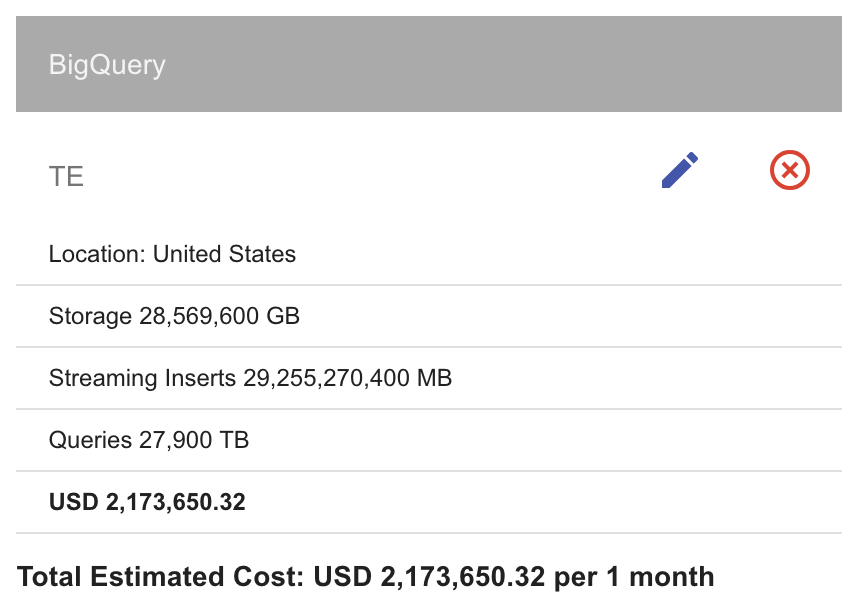 BigQuery
TE
Location: United States
Storage 28,569,600 GB
Streaming Inserts 29,255,270,400 MB
Queries 27,900 TB
USD 2,173,650.32
Total Estimated Cost: USD 2,173,650.32 per 1 month